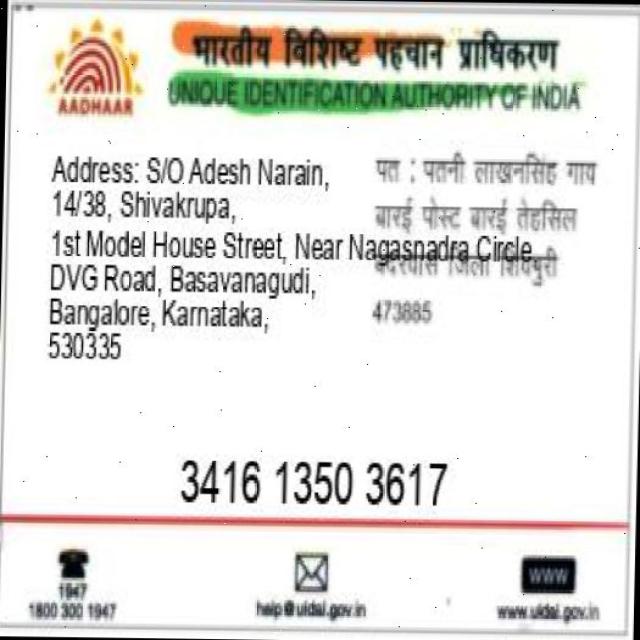 भारतीय विशिष्ट पहचान प्राधिकरण
AADHAAR
UNIQUE IDENTIFICATION AUTHORITY OF INDIA
Address: S/O Adesh Narain,
14/38, Shivakrupa,
1st Model House Street, Near Nagasnadra Circle,
DVG Road, Basavanagudi,
Bangalore, Karnataka,
530335
पत : पतनी लाखनसिंह गाय
बारई पोस्ट बारई तेहसिल
जिला शिवपुरी
473885
3416 1350 3617
1947
1800 300 1947
help@uidai.gov.in
WWW
www.uidai.gov.in